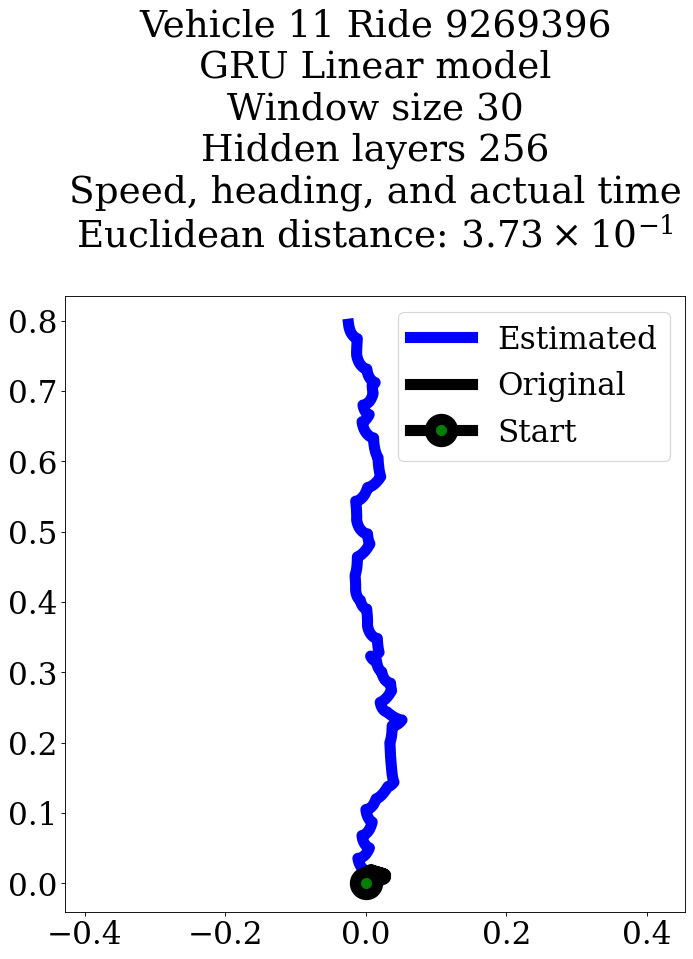 Vehicle 11 Ride 9269396
GRU Linear model
Window size 30
Hidden layers 256
Speed, heading, and actual time
Euclidean distance: 3.73 × 10⁻¹
Estimated
Original
Start
0.8
0.7
0.6
0.5
0.4
0.3
0.2
0.1
0.0
−0.4 −0.2 0.0 0.2 0.4